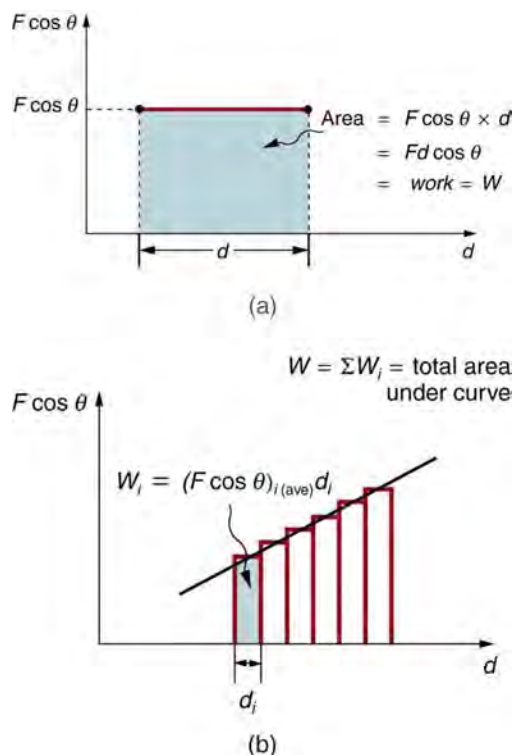 F cos θ
F cos θ
Area = F cos θ × d
= Fd cos θ
= work = W
d
d
(a)
W = ΣWᵢ = total area
under curve
F cos θ
Wᵢ = (F cos θ)ᵢ₍ₐᵥₑ₎dᵢ
d
dᵢ
(b)